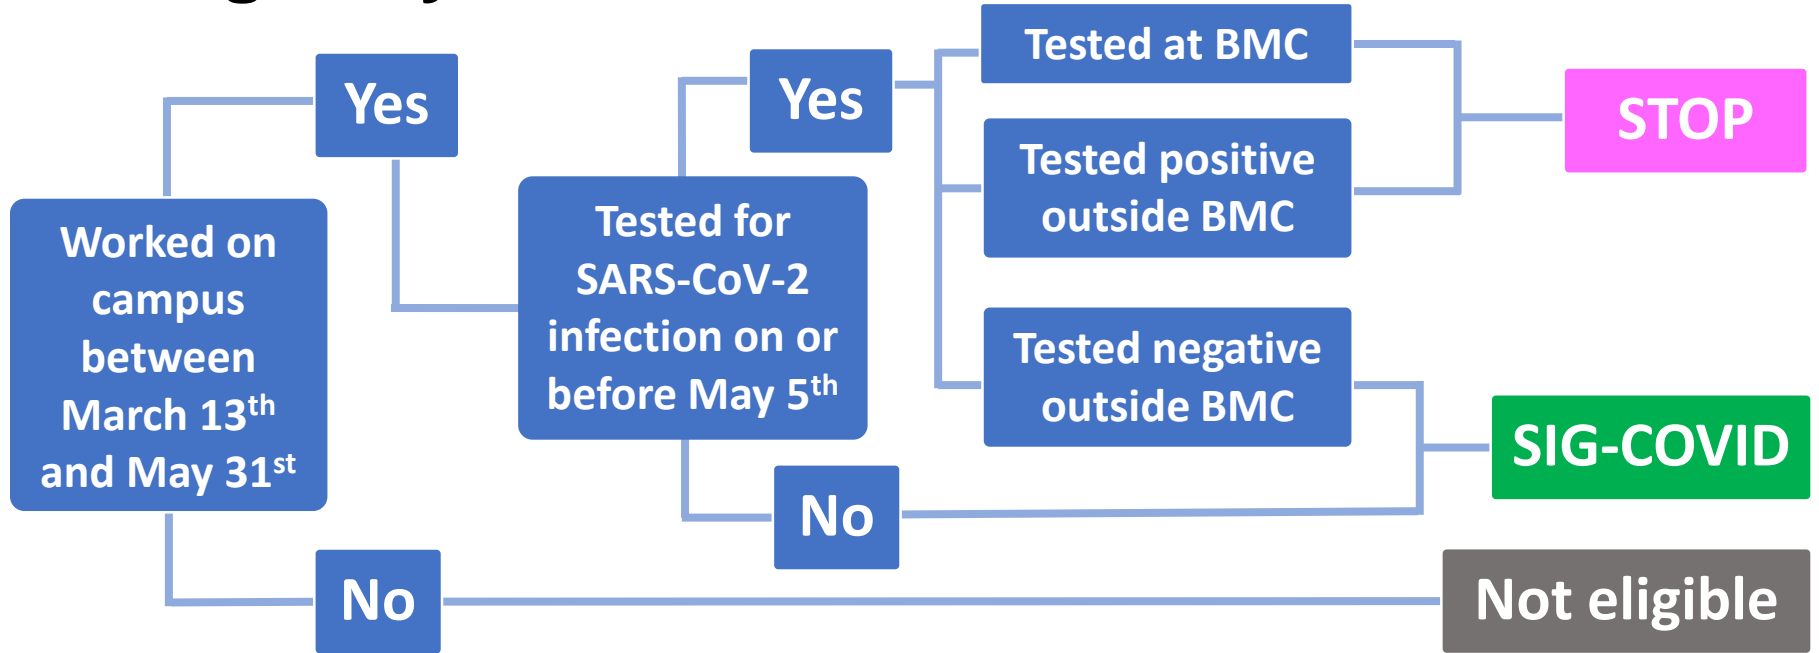 Yes
Worked on
campus
between
March 13th
and May 31st
No
Tested for
SARS-CoV-2
infection on or
before May 5th
Yes
No
Tested at BMC
Tested positive
outside BMC
Tested negative
outside BMC
STOP
SIG-COVID
Not eligible